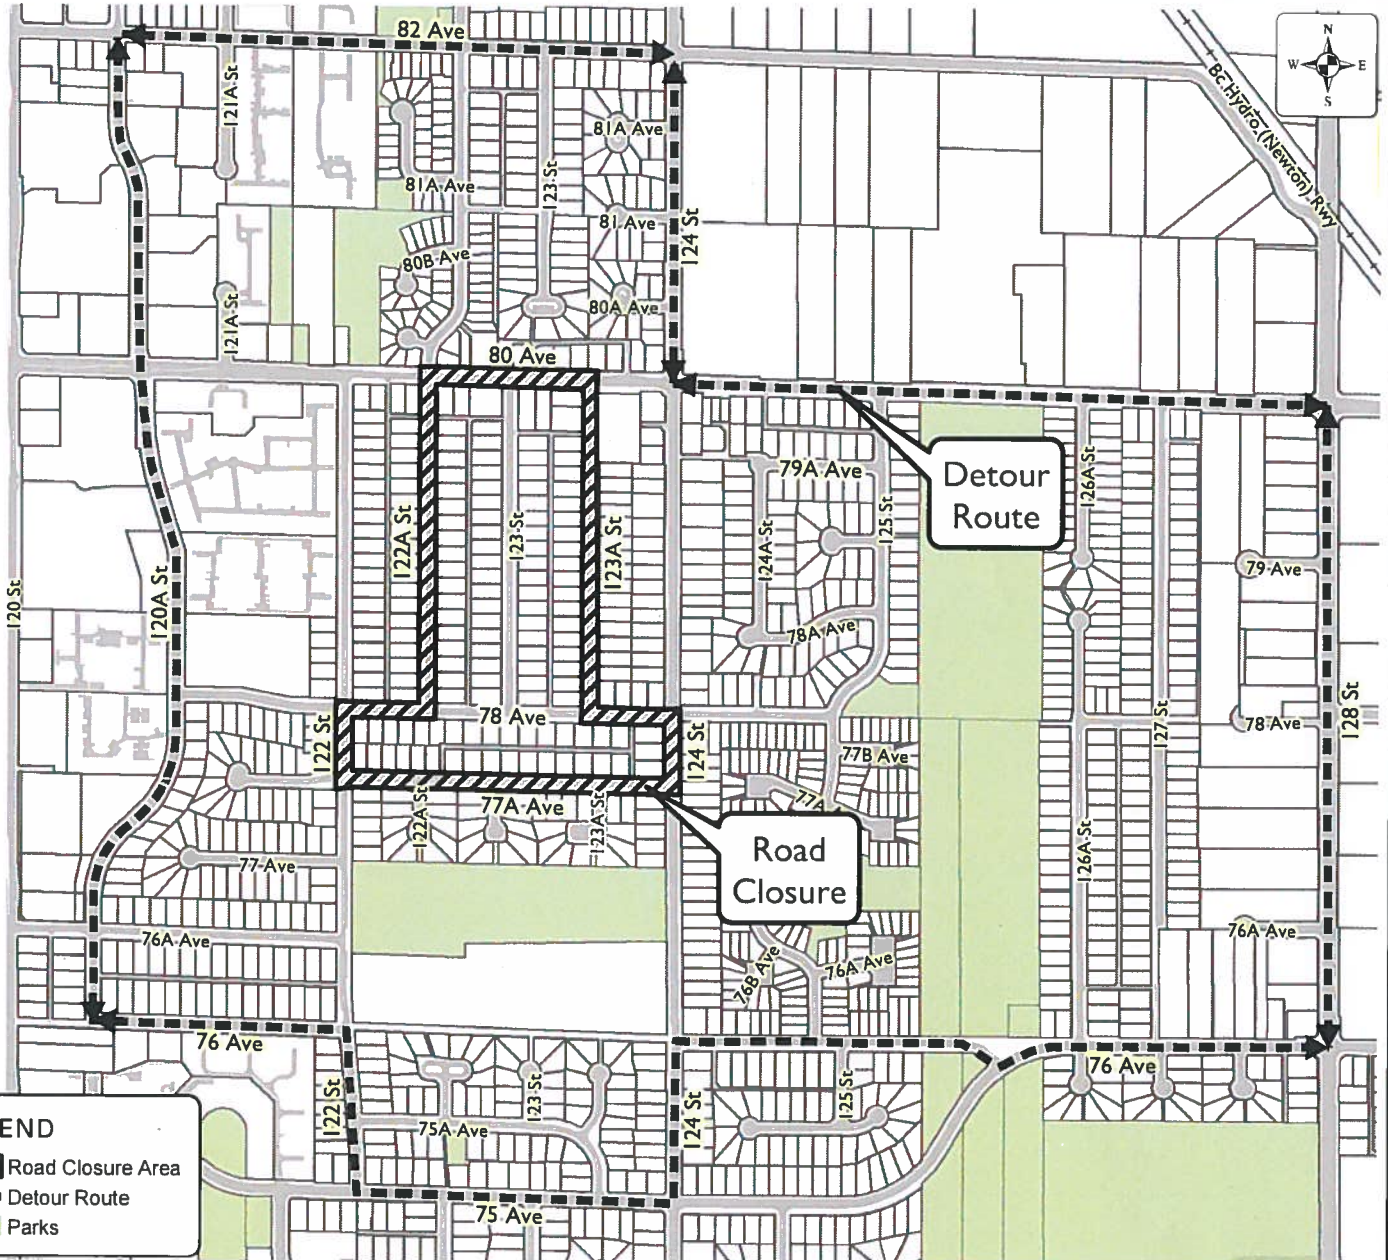 82 Ave
N
W E
S
BC Hydro (Newton) Rwy
121A St
81A Ave
123 St
81A Ave
81 Ave
124 St
80B Ave
80A Ave
121A St
80 Ave
Detour
Route
79A Ave
126A St
122A St
123 St
123A St
124A St
125 St
79 Ave
120 St
120A St
78A Ave
122 St
78 Ave
124 St
127 St
78 Ave
128 St
77B Ave
77A
122A St
77A Ave
123A St
Road
Closure
77 Ave
126A St
76A Ave
76B Ave
76A Ave
76A Ave
76 Ave
76 Ave
122 St
123 St
124 St
125 St
75A Ave
75 Ave
END
Road Closure Area
Detour Route
Parks